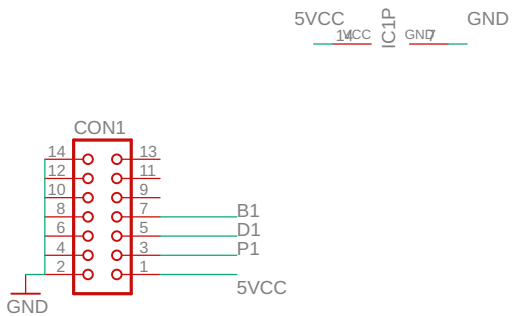 5VCC 14 VCC IC1P GND 7 GND
CON1
14 13
12 11
10 9
8 7 B1
6 5 D1
4 3 P1
2 1 5VCC
GND